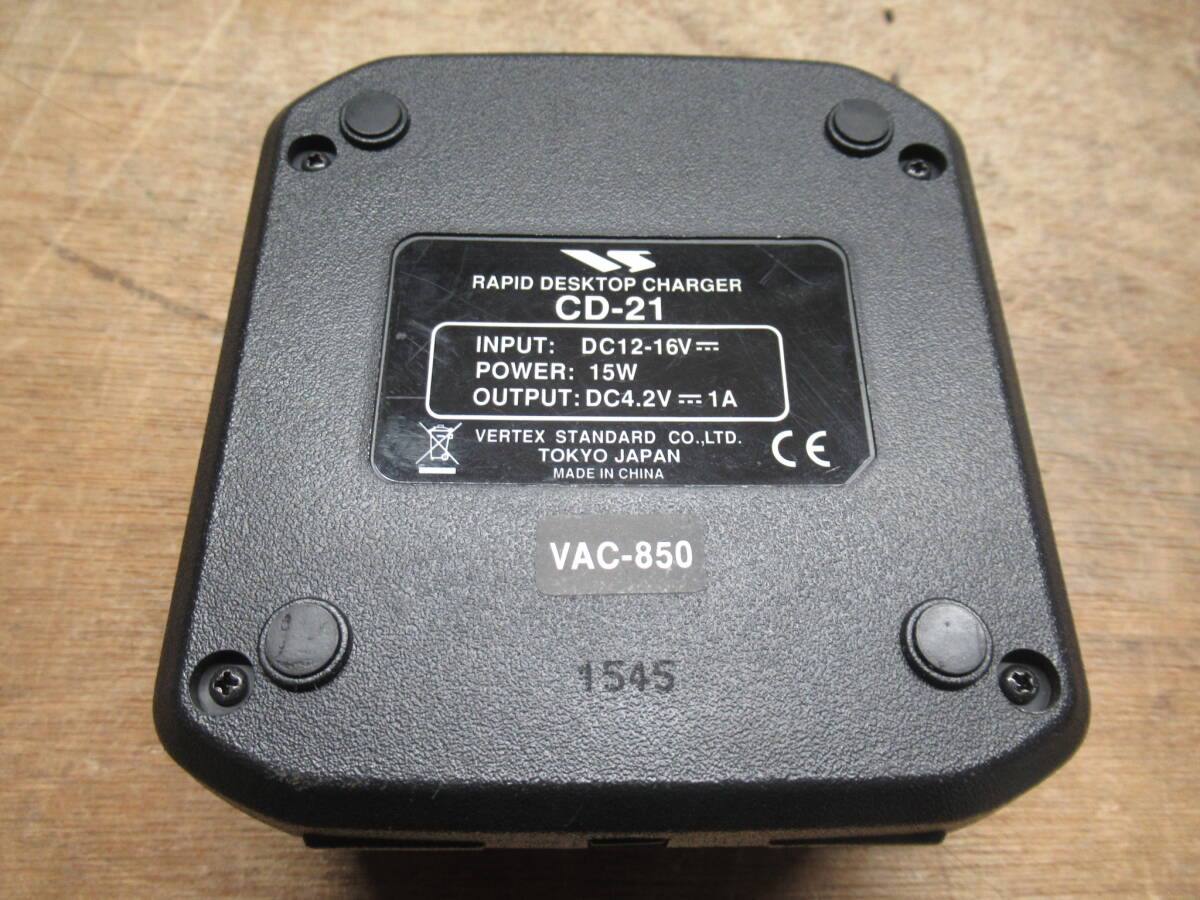 VS
RAPID DESKTOP CHARGER
CD-21
INPUT: DC12-16V⎓
POWER: 15W
OUTPUT: DC4.2V⎓1A
VERTEX STANDARD CO.,LTD.
TOKYO JAPAN
MADE IN CHINA
CE
VAC-850
1545